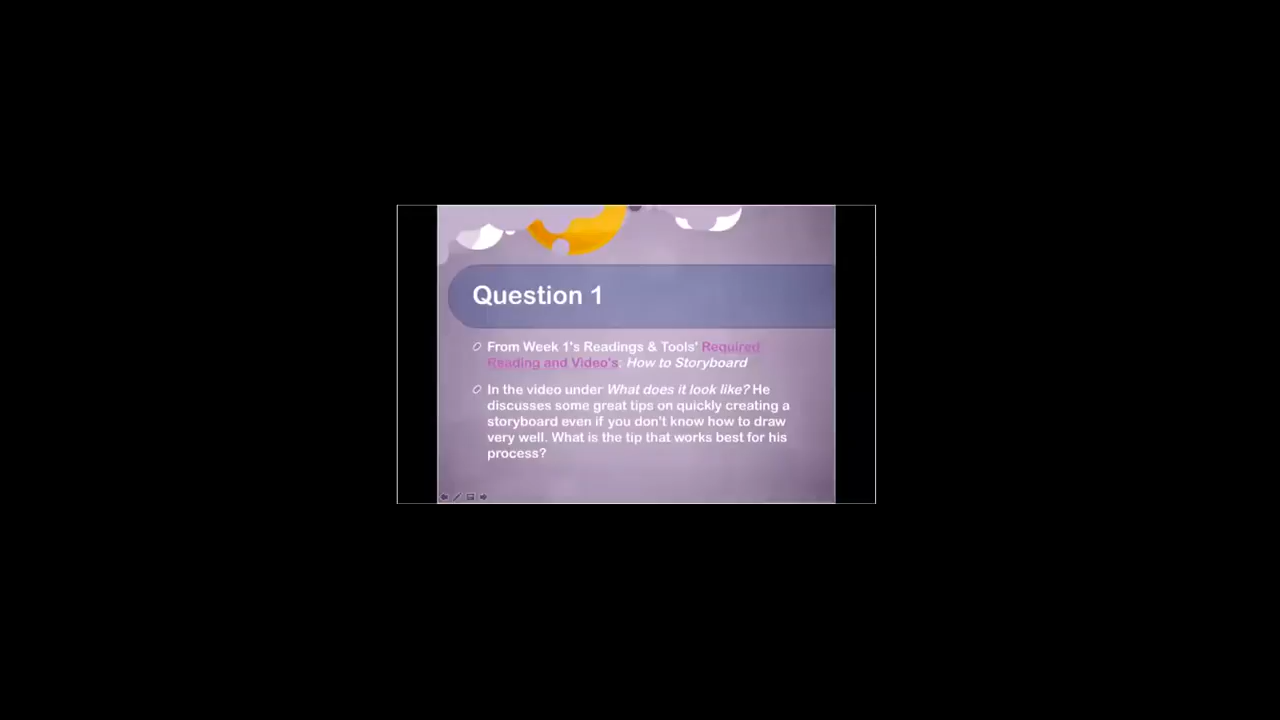 Question 1
From Week 1's Readings & Tools' Required
Reading and Video's: How to Storyboard
In the video under What does it look like? He
discusses some great tips on quickly creating a
storyboard even if you don't know how to draw
very well. What is the tip that works best for his
process?